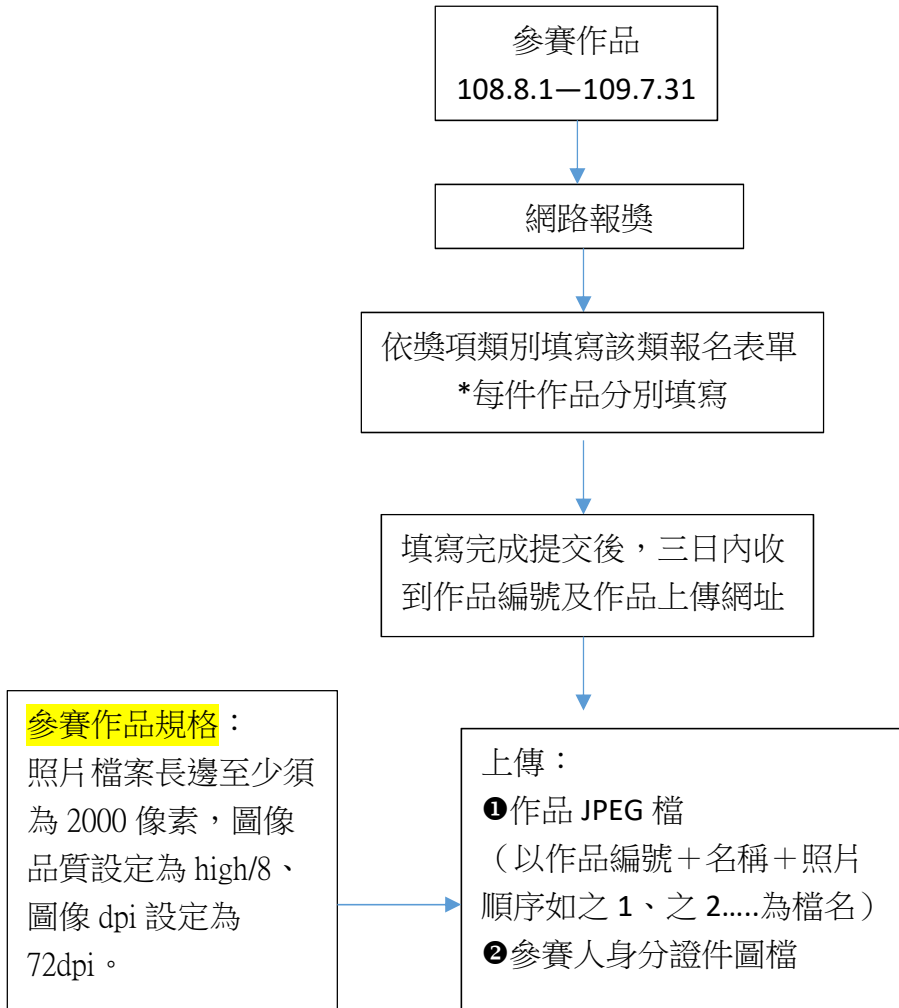 參賽作品
108.8.1—109.7.31
網路報獎
依獎項類別填寫該類報名表單
*每件作品分別填寫
填寫完成提交後，三日內收
到作品編號及作品上傳網址
參賽作品規格：
照片檔案長邊至少須
為 2000 像素，圖像
品質設定為 high/8、
圖像 dpi 設定為
72dpi。
上傳：
❶作品 JPEG 檔
（以作品編號＋名稱＋照片
順序如之 1、之 2…..為檔名）
❷參賽人身分證件圖檔